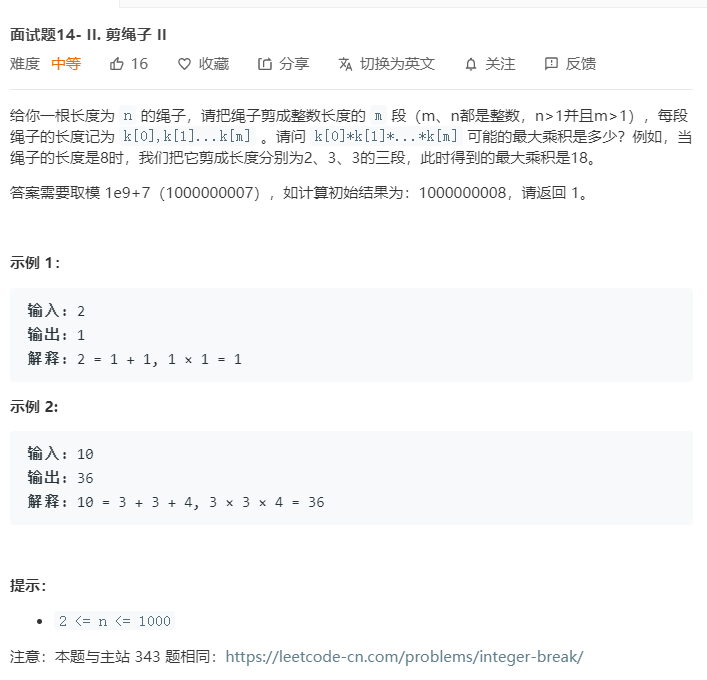 面试题14- II. 剪绳子 II
难度 中等 16 收藏 分享 切换为英文 关注 反馈
给你一根长度为 n 的绳子，请把绳子剪成整数长度的 m 段（m、n都是整数，n>1并且m>1），每段
绳子的长度记为 k[0],k[1]...k[m] 。请问 k[0]*k[1]*...*k[m] 可能的最大乘积是多少？例如，当
绳子的长度是8时，我们把它剪成长度分别为2、3、3的三段，此时得到的最大乘积是18。
答案需要取模 1e9+7（1000000007），如计算初始结果为：1000000008，请返回 1。
示例 1：
输入：2
输出：1
解释：2 = 1 + 1, 1 × 1 = 1
示例 2:
输入：10
输出：36
解释：10 = 3 + 3 + 4, 3 × 3 × 4 = 36
提示：
• 2 <= n <= 1000
注意：本题与主站 343 题相同：https://leetcode-cn.com/problems/integer-break/